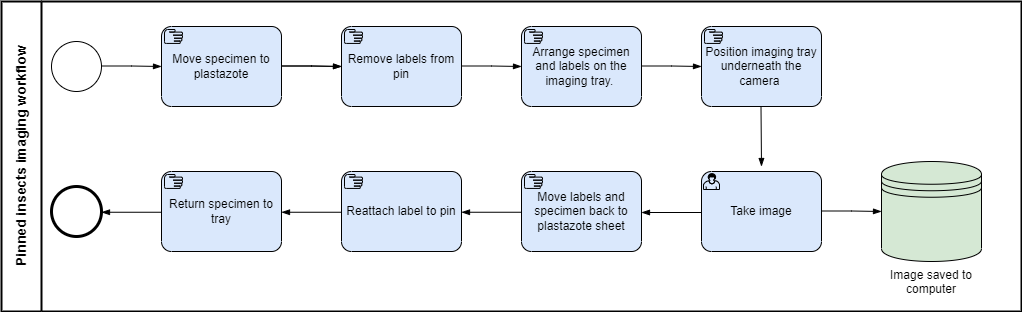 Pinned insects imaging workflow
Move specimen to
plastazote
Remove labels from
pin
Arrange specimen
and labels on the
imaging tray.
Position imaging tray
underneath the
camera
Return specimen to
tray
Reattach label to pin
Move labels and
specimen back to
plastazote sheet
Take image
Image saved to
computer